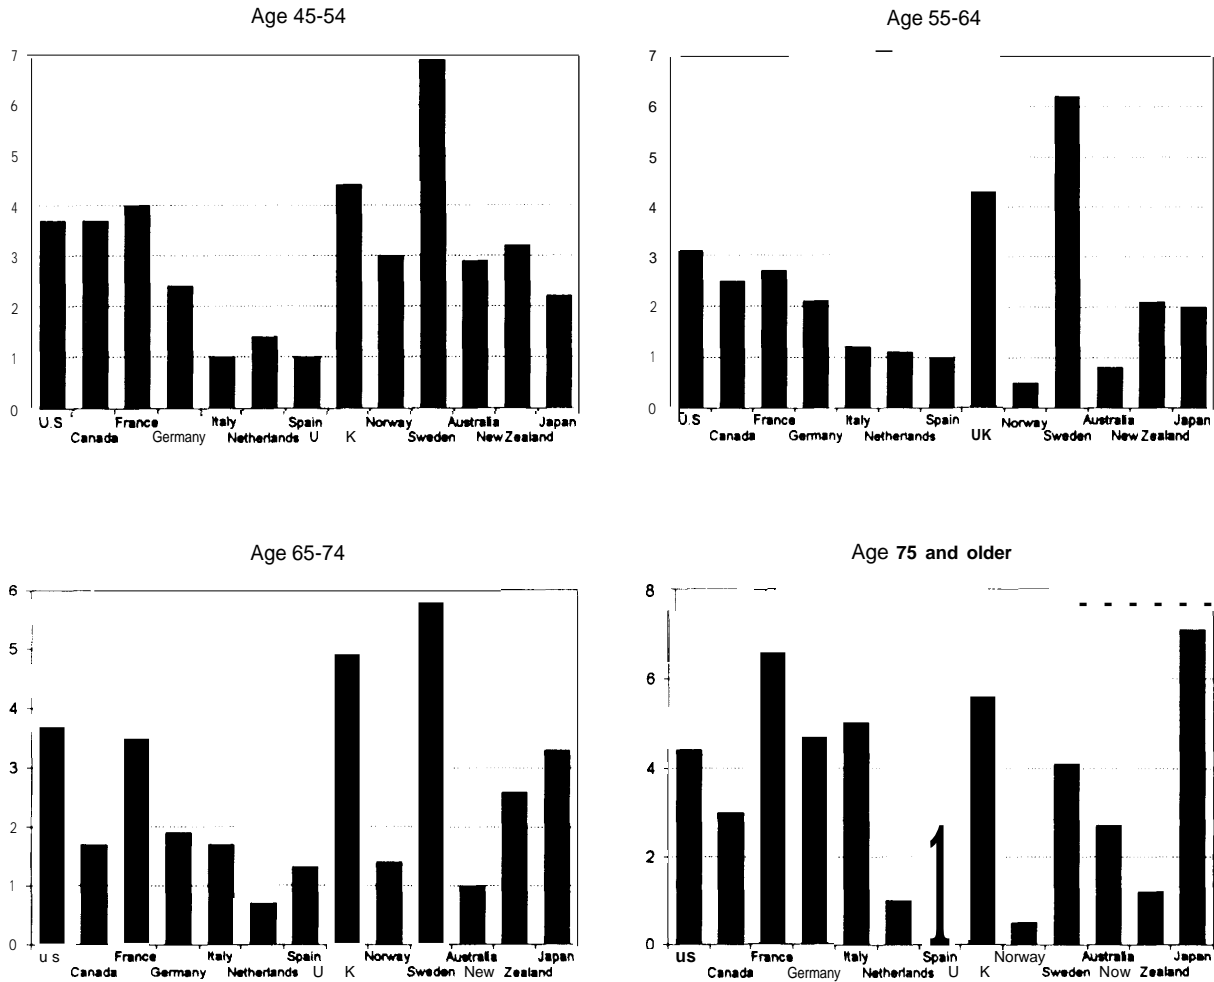 Age 45-54
7
6
5
4
3
2
1
0
U.S France Italy Spain Norway Australia Japan
Canada Germany Netherlands U K Sweden New Zealand
Age 55-64
7
6
5
4
3
2
1
0
U.S France Italy Spain Norway Australia Japan
Canada Germany Netherlands UK Sweden New Zealand
Age 65-74
6
5
4
3
2
1
0
u s France Italy Spain Norway Australia Japan
Canada Germany Netherlands U K Sweden New Zealand
Age 75 and older
8
6
4
2
0
US France Italy Spain Norway Australia Japan
Canada Germany Netherlands U K Sweden Now Zealand
1